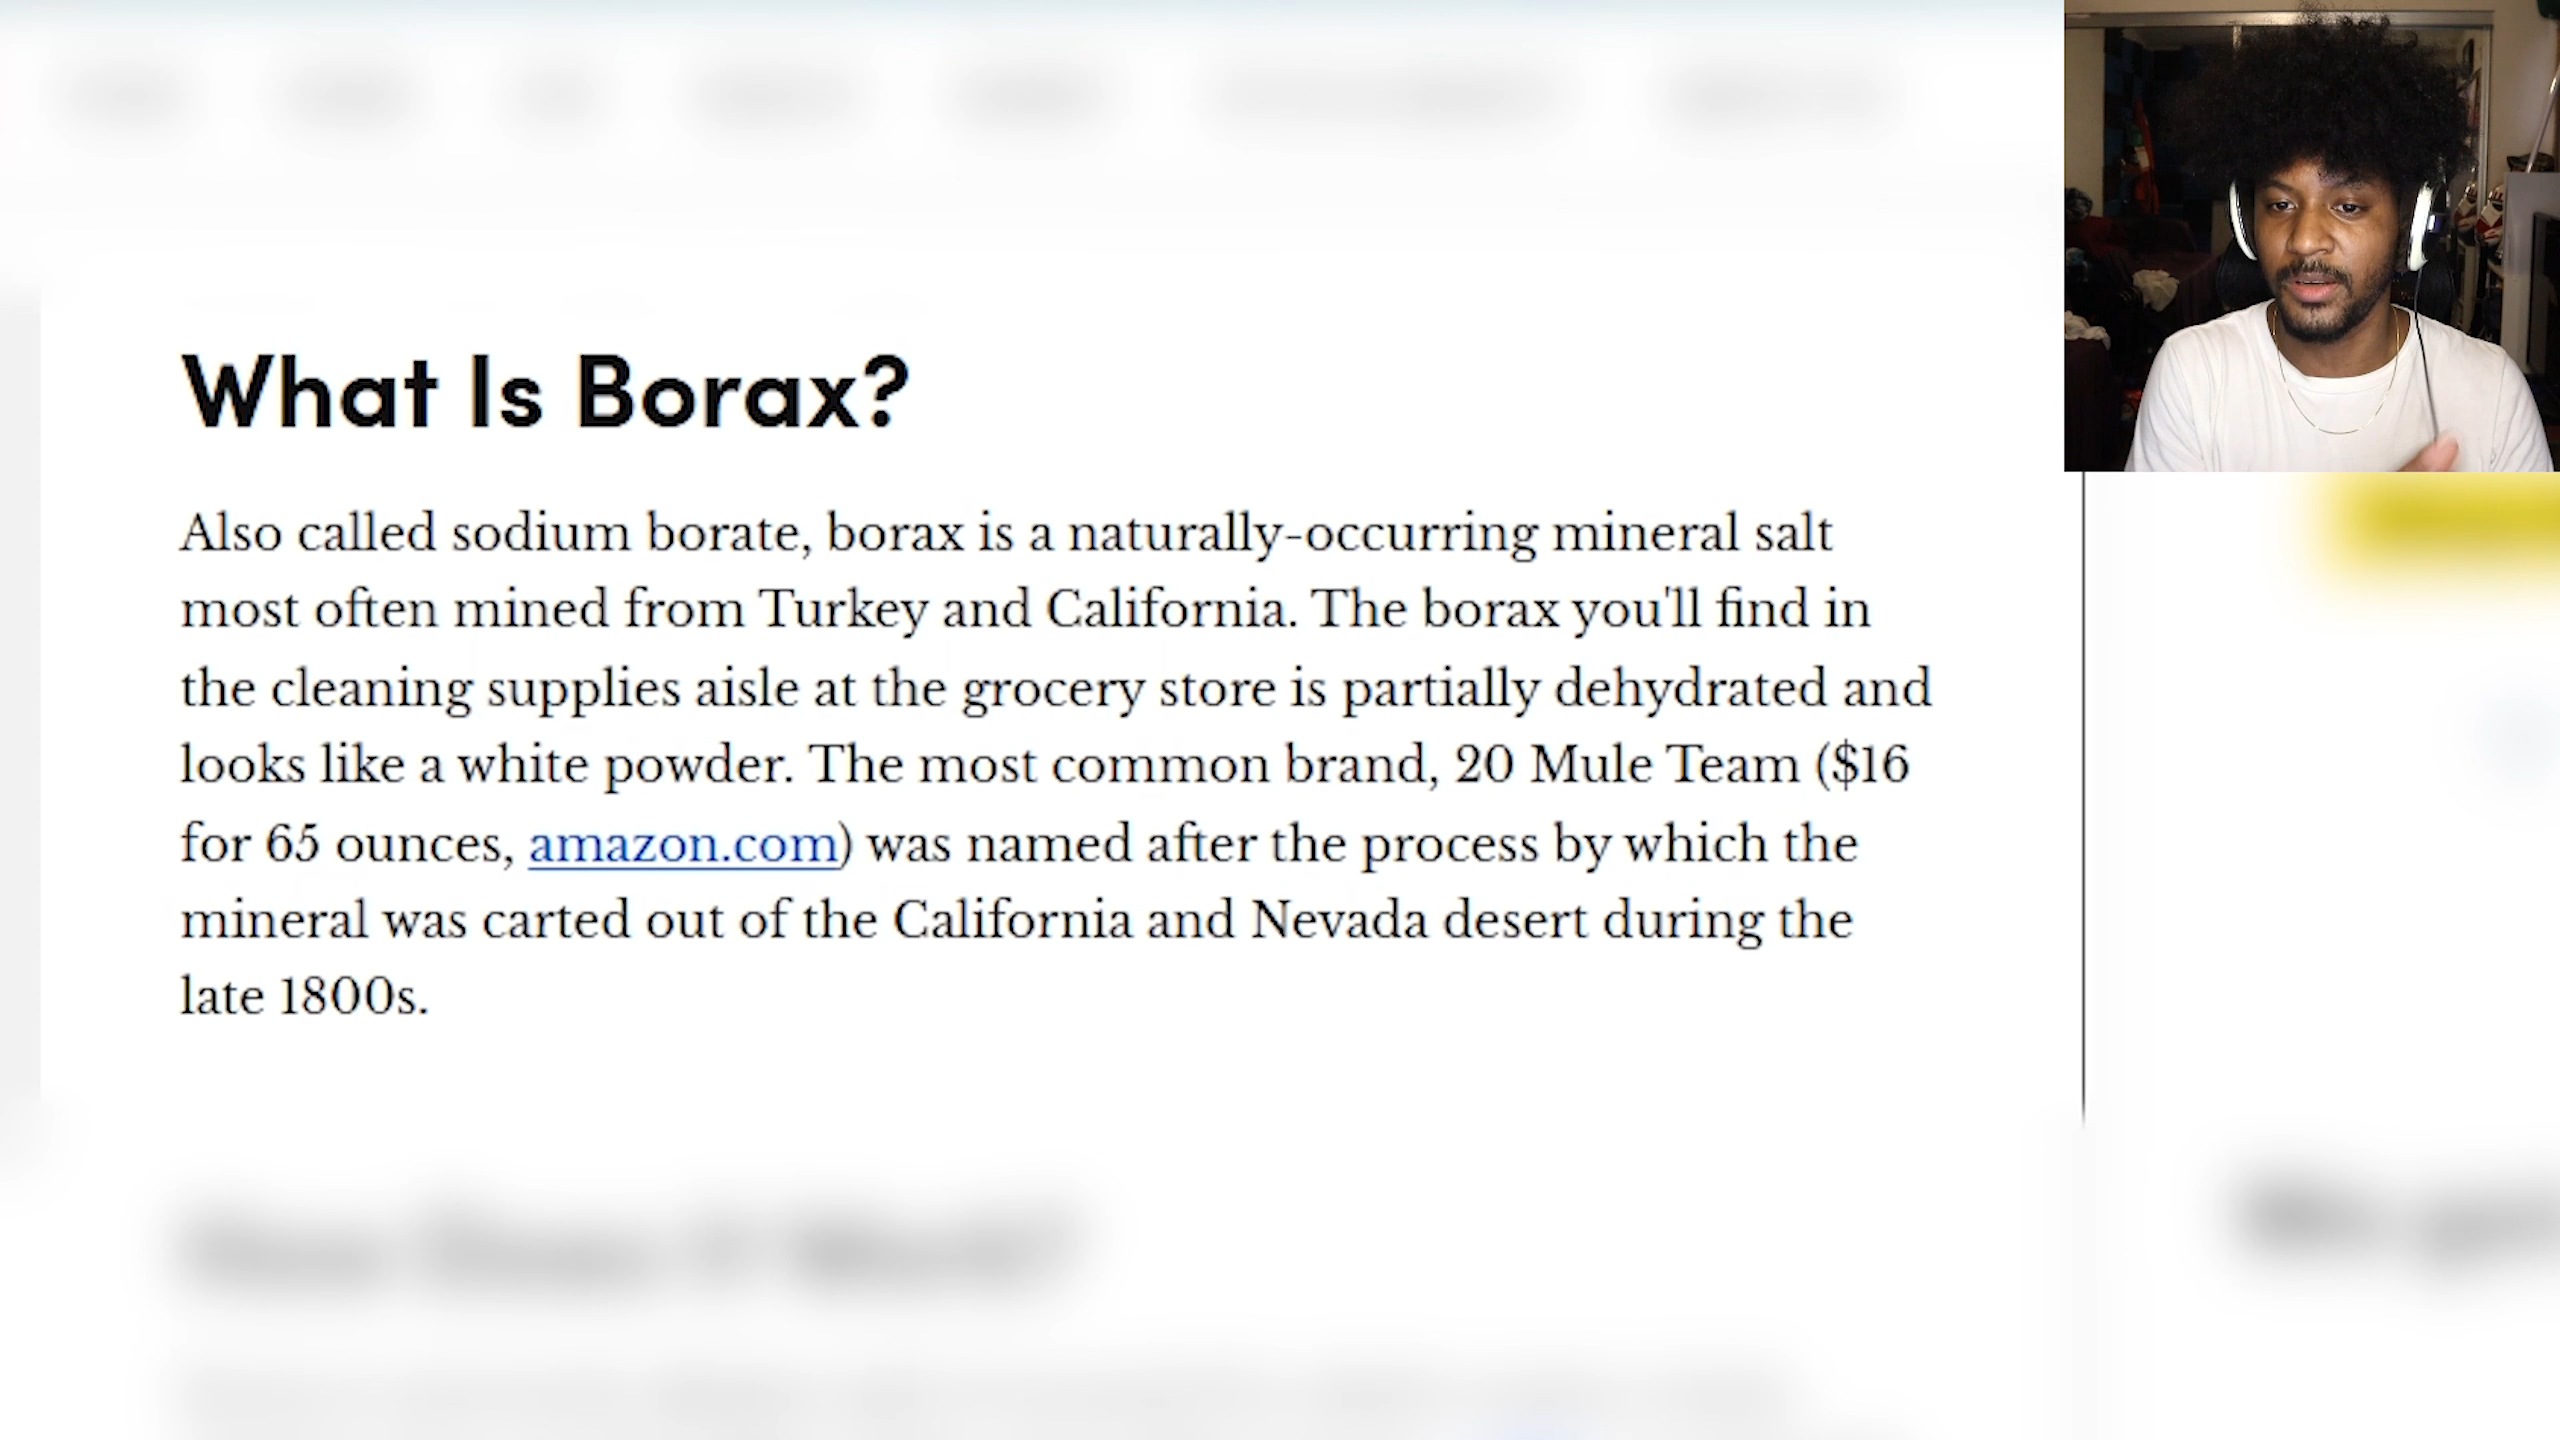 What Is Borax?
Also called sodium borate, borax is a naturally-occurring mineral salt
most often mined from Turkey and California. The borax you'll find in
the cleaning supplies aisle at the grocery store is partially dehydrated and
looks like a white powder. The most common brand, 20 Mule Team ($16
for 65 ounces, amazon.com) was named after the process by which the
mineral was carted out of the California and Nevada desert during the
late 1800s.